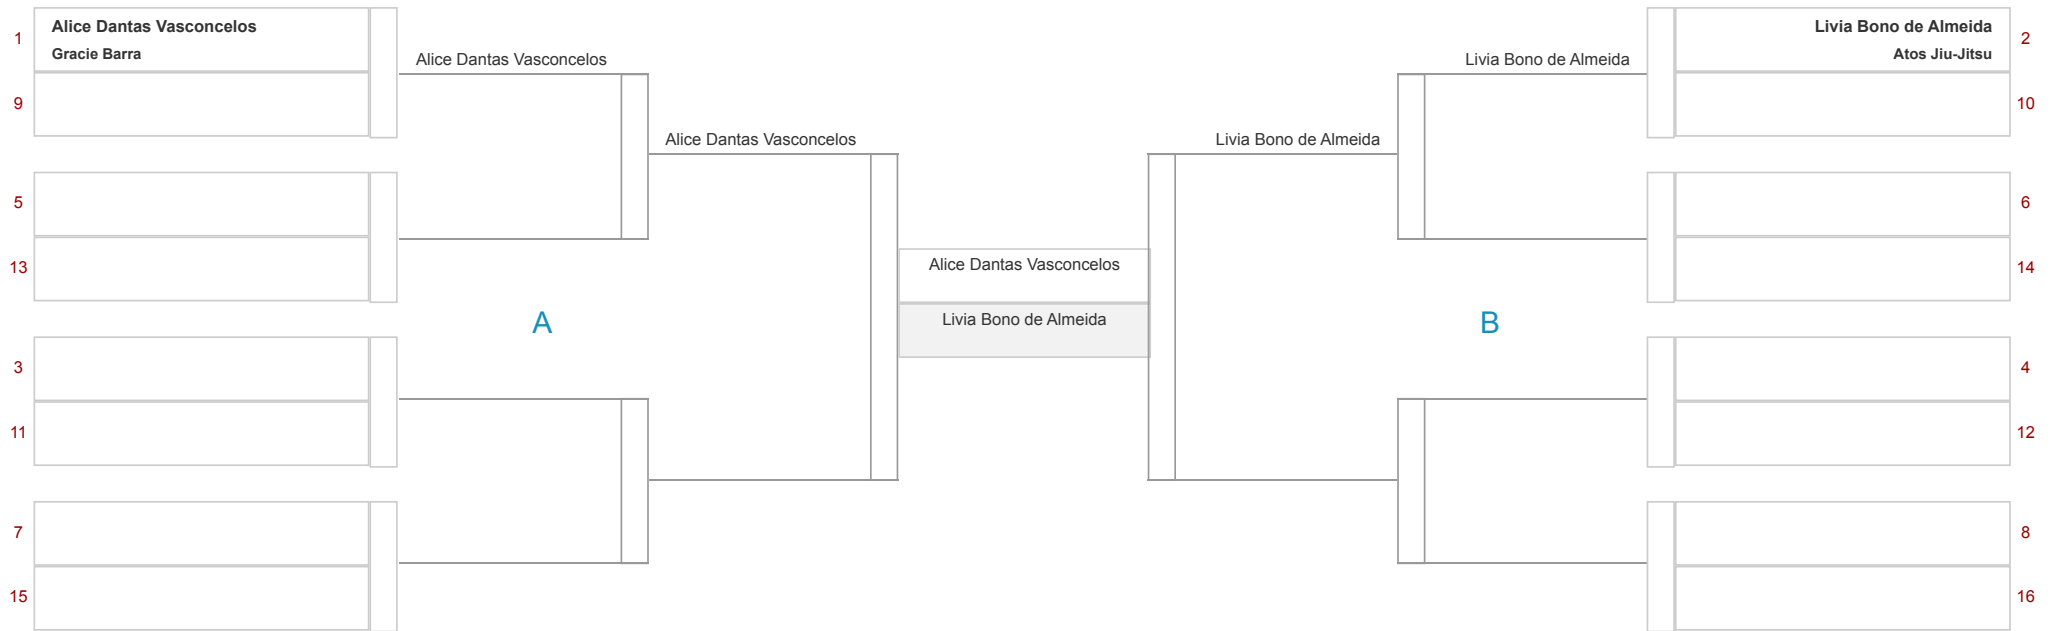 1
Alice Dantas Vasconcelos
Gracie Barra
9
5
13
3
11
7
15
Alice Dantas Vasconcelos
Alice Dantas Vasconcelos
A
Alice Dantas Vasconcelos
Livia Bono de Almeida
B
Livia Bono de Almeida
Livia Bono de Almeida
Livia Bono de Almeida
Atos Jiu-Jitsu
2
10
6
14
4
12
8
16